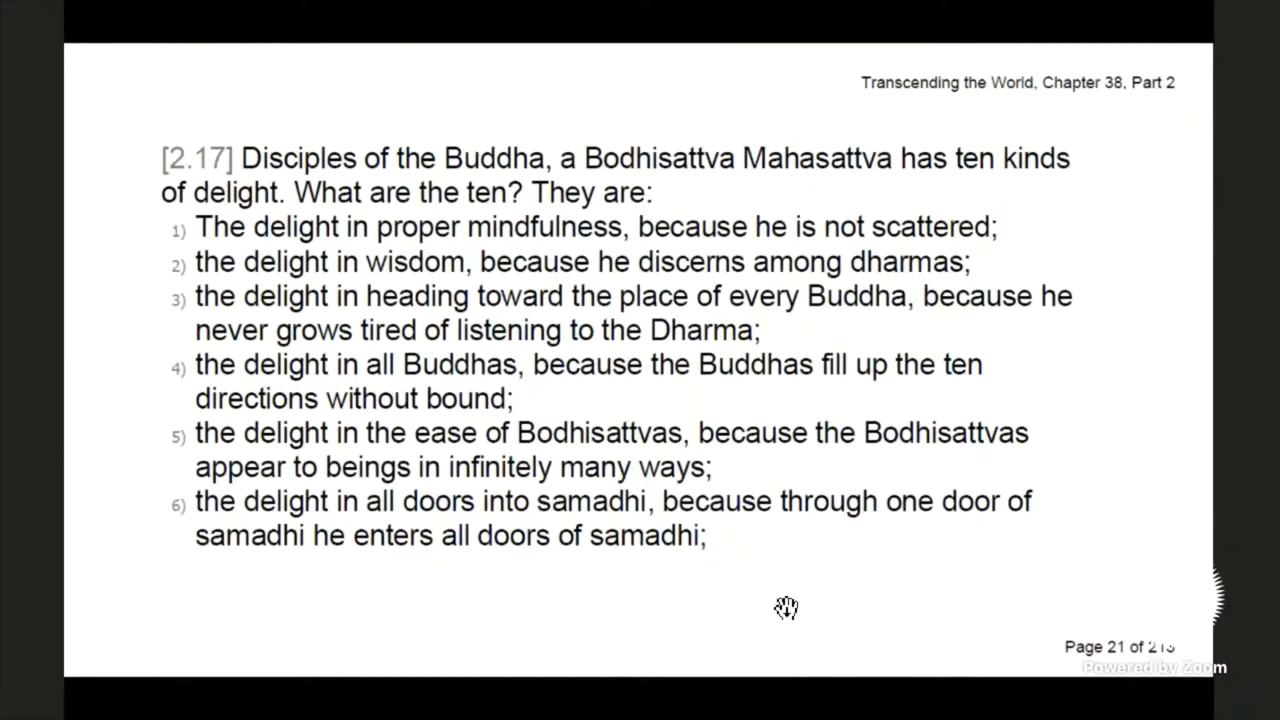 Transcending the World, Chapter 38, Part 2
[2.17] Disciples of the Buddha, a Bodhisattva Mahasattva has ten kinds
of delight. What are the ten? They are:
1) The delight in proper mindfulness, because he is not scattered;
2) the delight in wisdom, because he discerns among dharmas;
3) the delight in heading toward the place of every Buddha, because he
never grows tired of listening to the Dharma;
4) the delight in all Buddhas, because the Buddhas fill up the ten
directions without bound;
5) the delight in the ease of Bodhisattvas, because the Bodhisattvas
appear to beings in infinitely many ways;
6) the delight in all doors into samadhi, because through one door of
samadhi he enters all doors of samadhi;
Page 21 of
Powered by Zoom